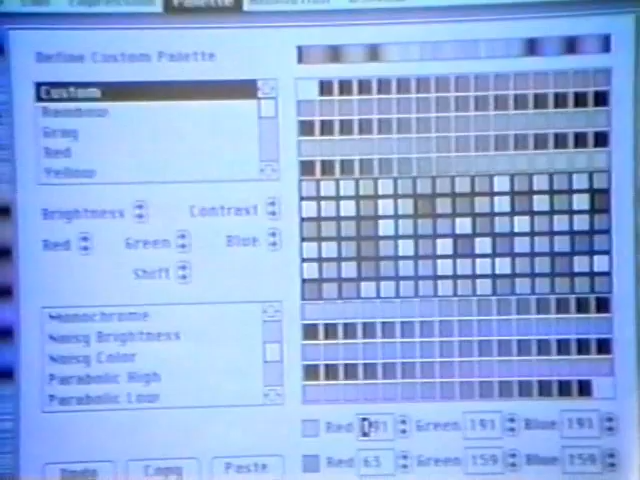 Palette
Define Custom Palette
Custom
Rainbow
Gray
Red
Yellow
Brightness Contrast
Red Green Blue
Shift
Monochrome
Noisy Brightness
Noisy Color
Parabolic High
Parabolic Low
Red 191 Green 191 Blue 191
Red 63 Green 159 Blue 159
Undo Copy Paste